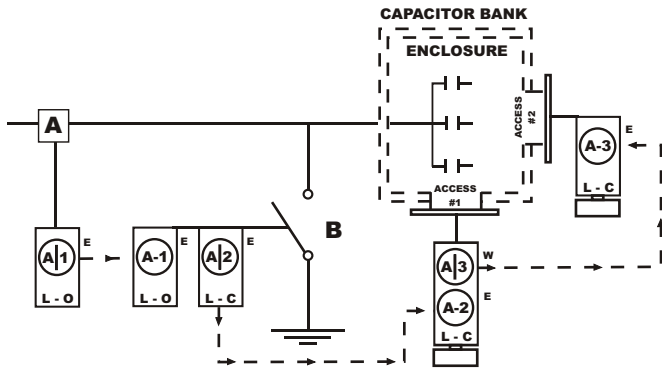 CAPACITOR BANK
ENCLOSURE
A
ACCESS
#2
E
A-3
L - C
ACCESS
#1
B
A|1
E
L - O
A-1
E
L - O
A|2
E
L - C
A|3
W
A-2
E
L - C